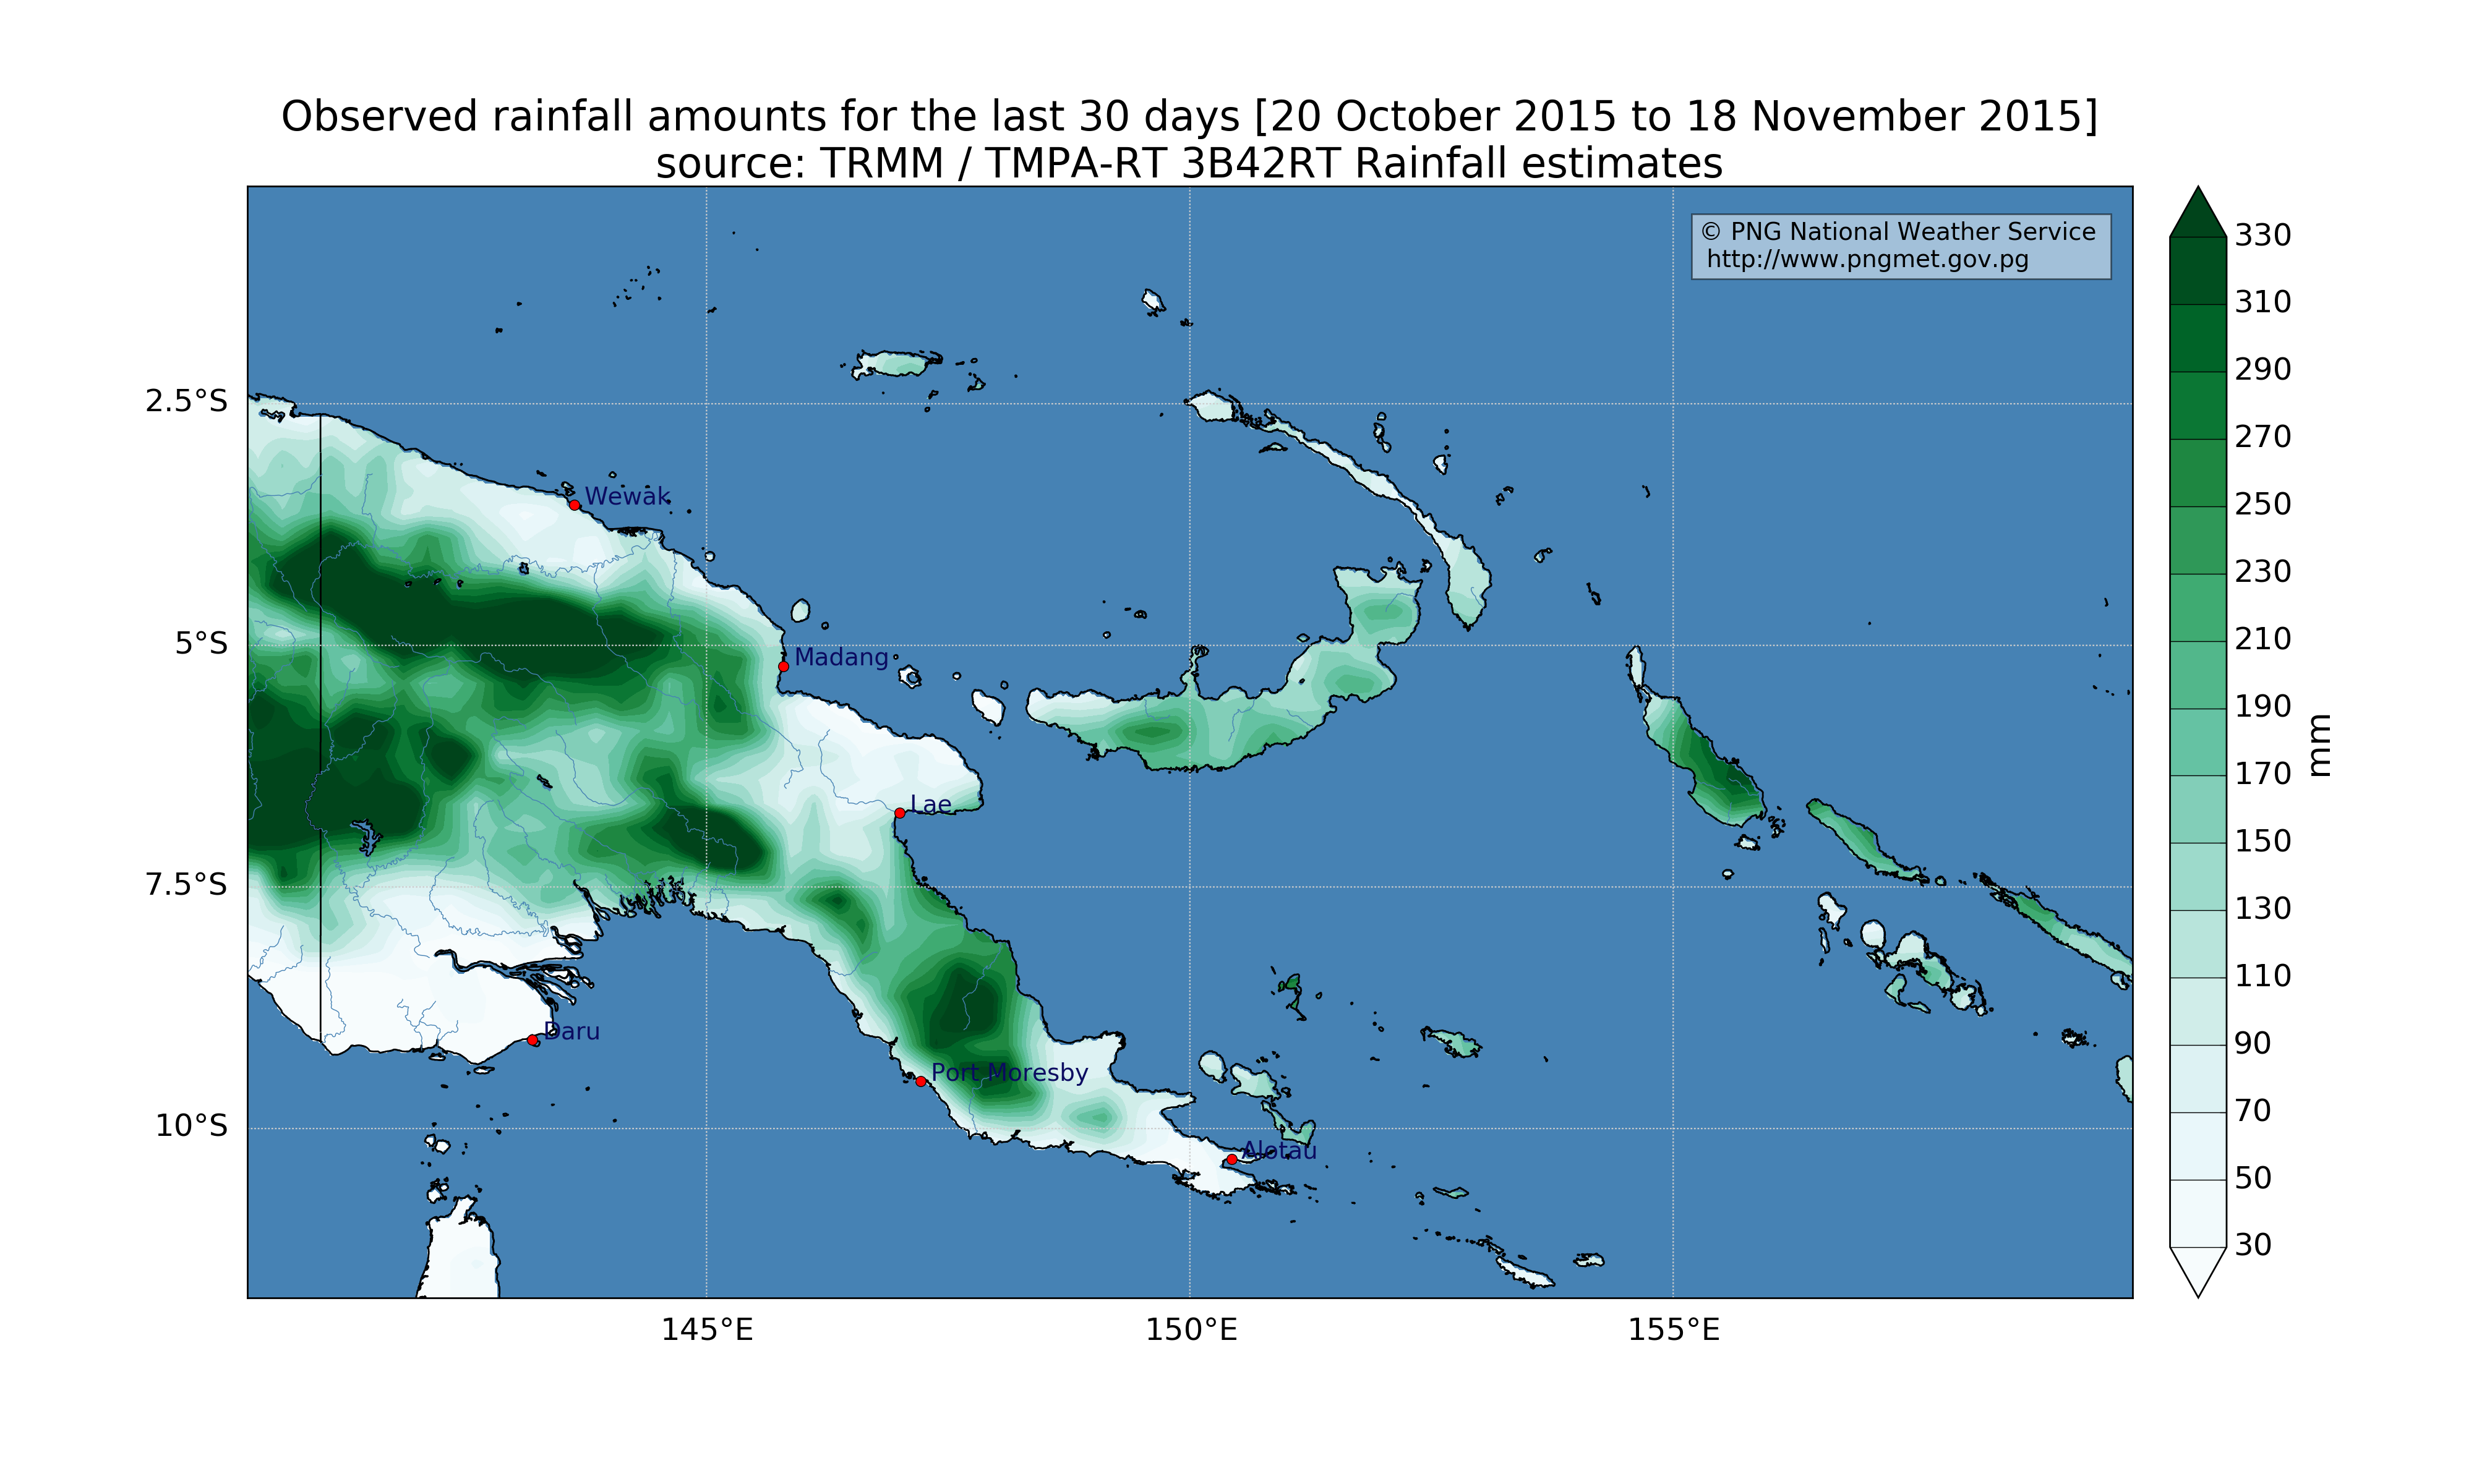 Observed rainfall amounts for the last 30 days [20 October 2015 to 18 November 2015]
source: TRMM / TMPA-RT 3B42RT Rainfall estimates
© PNG National Weather Service
http://www.pngmet.gov.pg
330
310
290
270
250
230
210
190
170
150
130
110
90
70
50
30
mm
2.5°S
5°S
7.5°S
10°S
Wewak
Madang
Lae
Daru
Port Moresby
Alotau
145°E
150°E
155°E